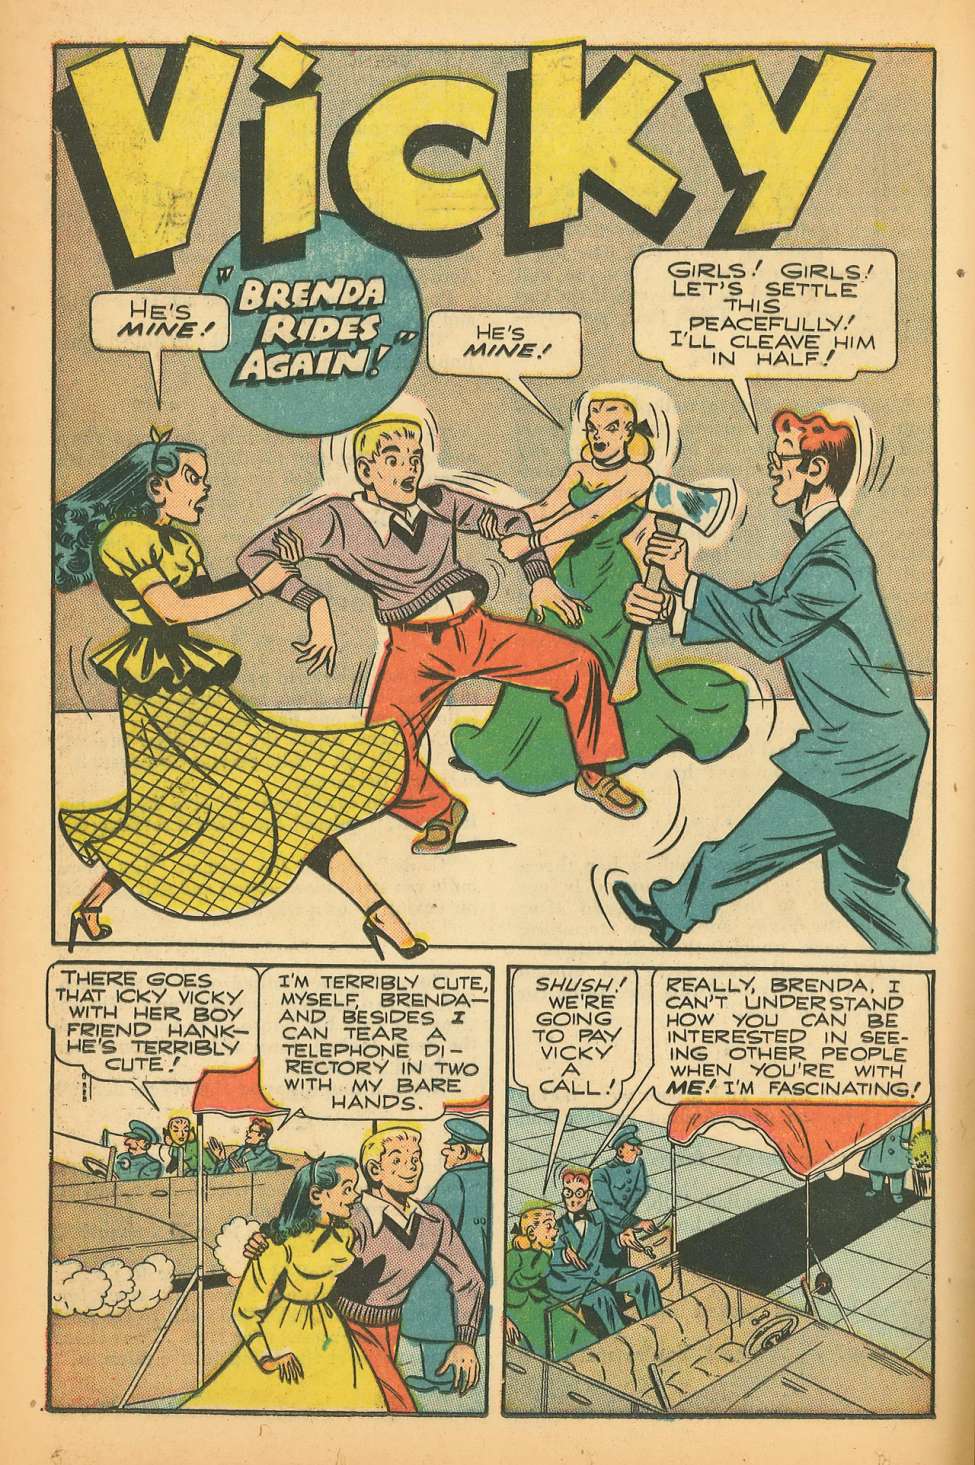 Vicky
"BRENDA
RIDES
AGAIN!"
HE'S
MINE!
HE'S
MINE!
GIRLS! GIRLS!
LET'S SETTLE
THIS
PEACEFULLY!
I'LL CLEAVE HIM
IN HALF!
THERE GOES
THAT ICKY VICKY
WITH HER BOY
FRIEND HANK—
HE'S TERRIBLY
CUTE!
I'M TERRIBLY CUTE,
MYSELF, BRENDA—
AND BESIDES I
CAN TEAR A
TELEPHONE DI-
RECTORY IN TWO
WITH MY BARE
HANDS.
SHUSH!
WE'RE
GOING
TO PAY
VICKY
A
CALL!
REALLY, BRENDA, I
CAN'T UNDERSTAND
HOW YOU CAN BE
INTERESTED IN SEE-
ING OTHER PEOPLE
WHEN YOU'RE WITH
ME! I'M FASCINATING!